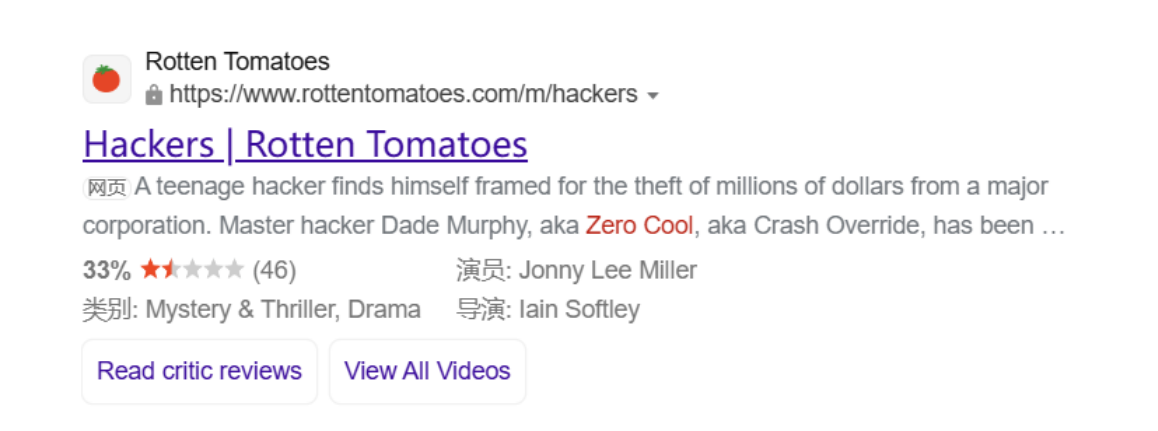 Rotten Tomatoes
https://www.rottentomatoes.com/m/hackers
Hackers | Rotten Tomatoes
网页 A teenage hacker finds himself framed for the theft of millions of dollars from a major
corporation. Master hacker Dade Murphy, aka Zero Cool, aka Crash Override, has been …
33% (46) 演员: Jonny Lee Miller
类别: Mystery & Thriller, Drama 导演: Iain Softley
Read critic reviews View All Videos